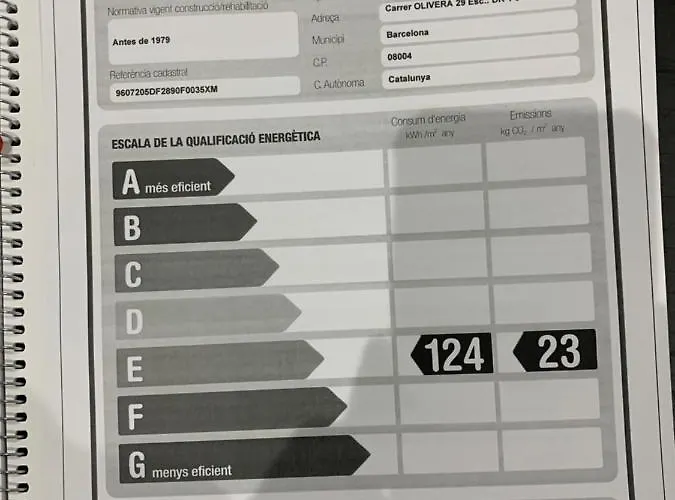 Normativa vigent construcció/rehabilitació
Antes de 1979
Referència cadastral
9607205DF2890F0035XM
Adreça
Carrer OLIVERA 29 Esc.:
Municipi
Barcelona
C.P.
08004
C. Autònoma
Catalunya
ESCALA DE LA QUALIFICACIÓ ENERGÈTICA
Consum d'energia
kWh /m² any
Emissions
kg CO₂ / m² any
A més eficient
B
C
D
E
124
23
F
G menys eficient